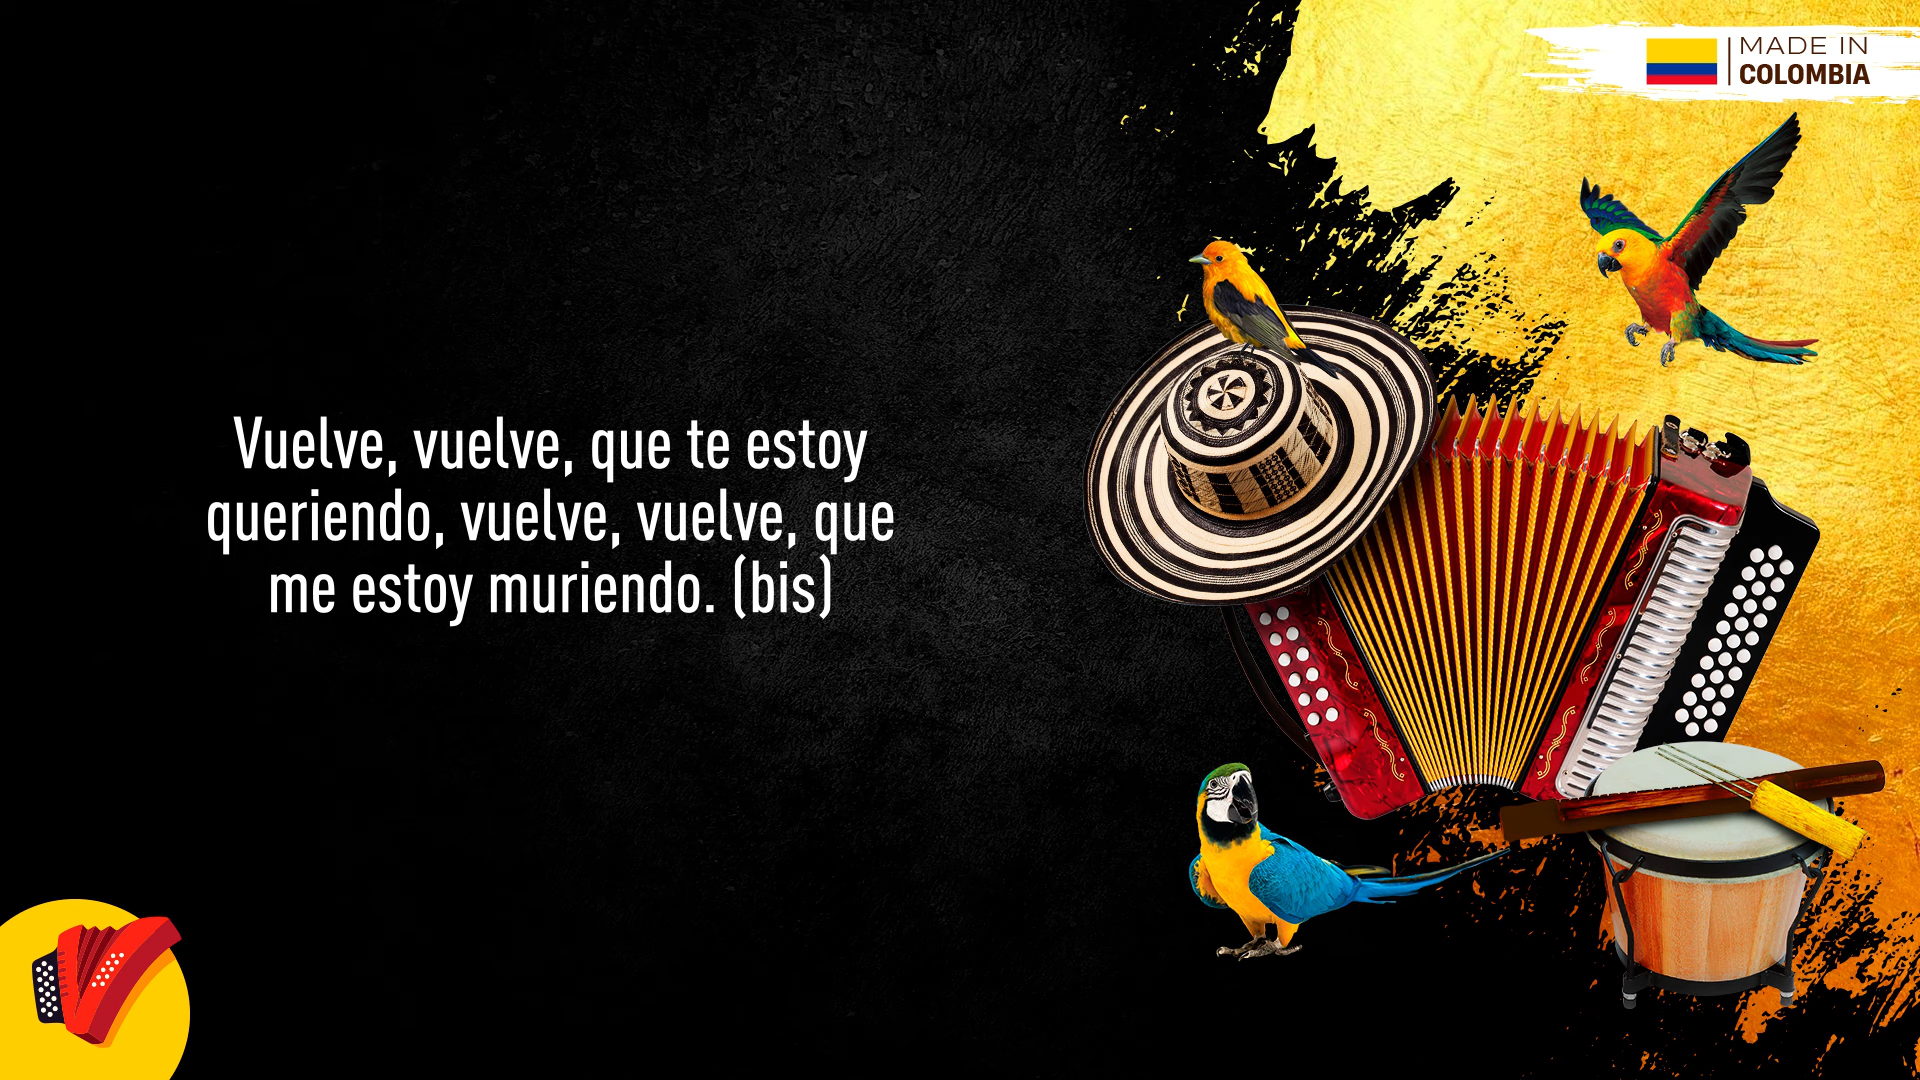 MADE IN
COLOMBIA
Vuelve, vuelve, que te estoy
queriendo, vuelve, vuelve, que
me estoy muriendo. (bis)